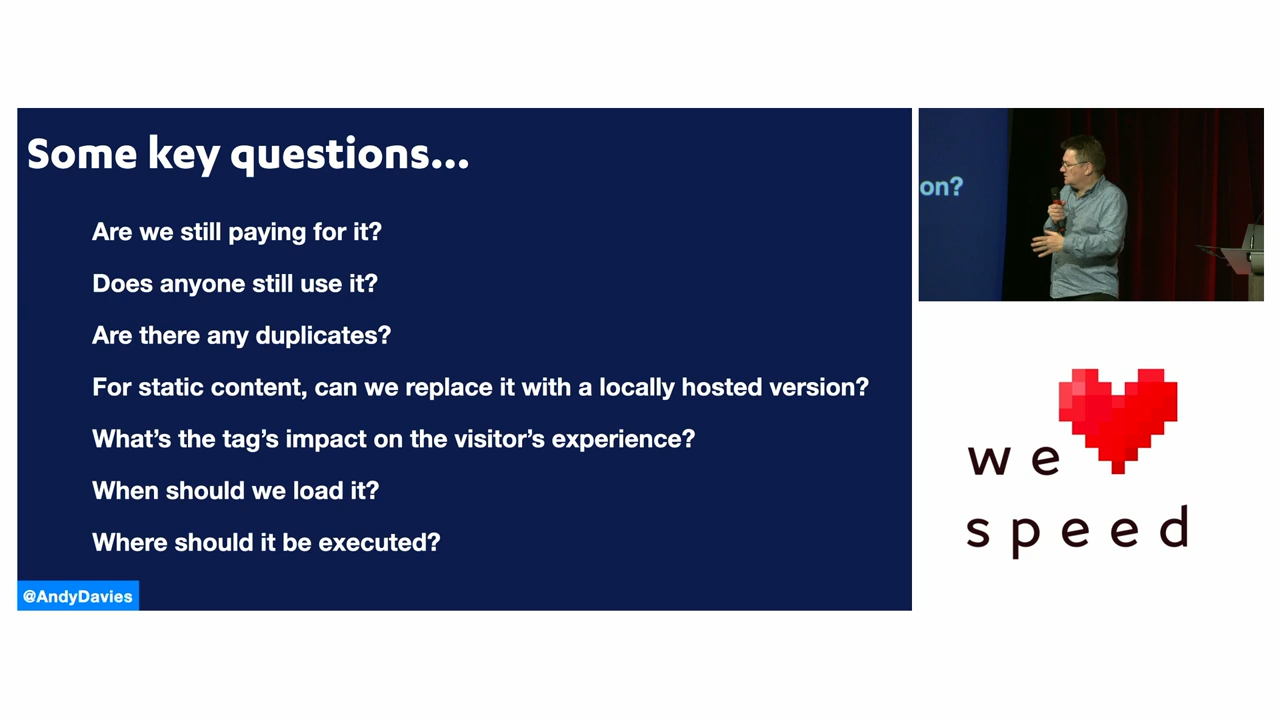 Some key questions...
Are we still paying for it?
Does anyone still use it?
Are there any duplicates?
For static content, can we replace it with a locally hosted version?
What’s the tag’s impact on the visitor’s experience?
When should we load it?
Where should it be executed?
@AndyDavies
on?
we
speed